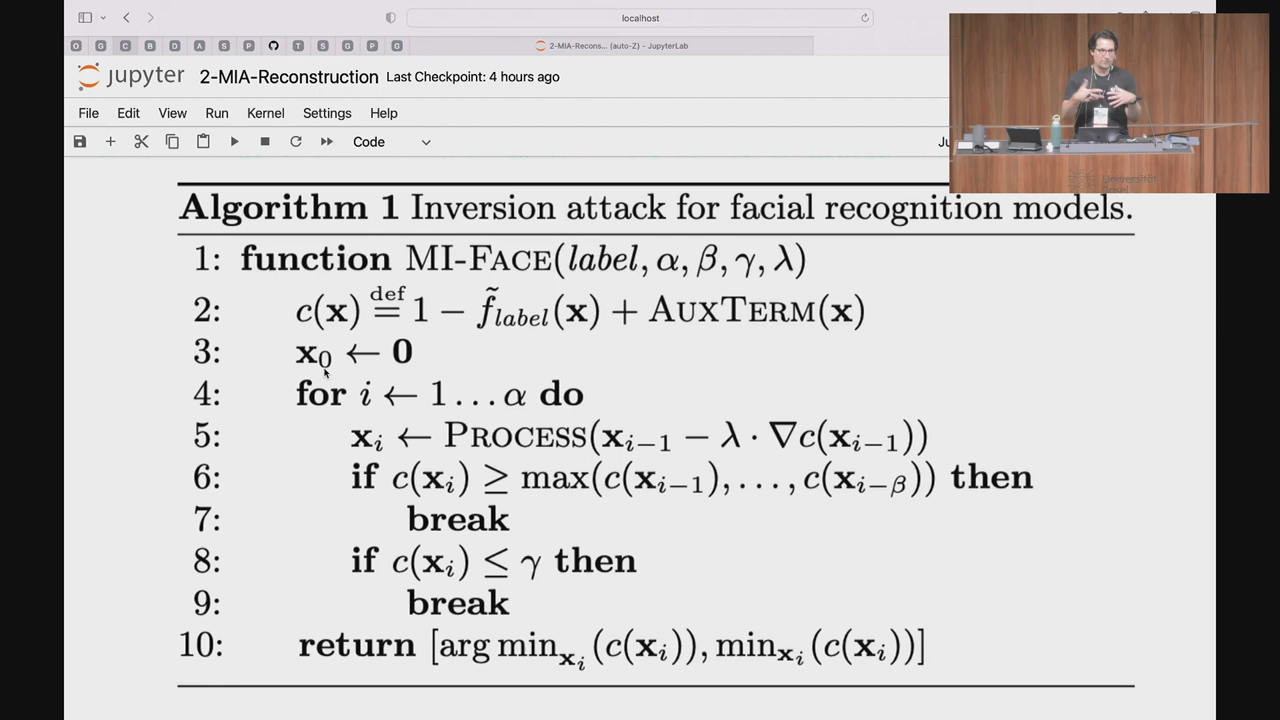 localhost
O G C B D A S P T S G P G
2-MIA-Recons... (auto-Z) - JupyterLab
jupyter 2-MIA-Reconstruction Last Checkpoint: 4 hours ago
File Edit View Run Kernel Settings Help
Code
Ju
Universität
Algorithm 1 Inversion attack for facial recognition models.
1: function MI-FACE(label, α, β, γ, λ)
2: c(x) def= 1 − f̃label(x) + AUXTERM(x)
3: x₀ ← 0
4: for i ← 1 … α do
5: xᵢ ← PROCESS(xᵢ₋₁ − λ · ∇c(xᵢ₋₁))
6: if c(xᵢ) ≥ max(c(xᵢ₋₁), …, c(xᵢ₋ᵦ)) then
7: break
8: if c(xᵢ) ≤ γ then
9: break
10: return [arg minₓᵢ(c(xᵢ)), minₓᵢ(c(xᵢ))]